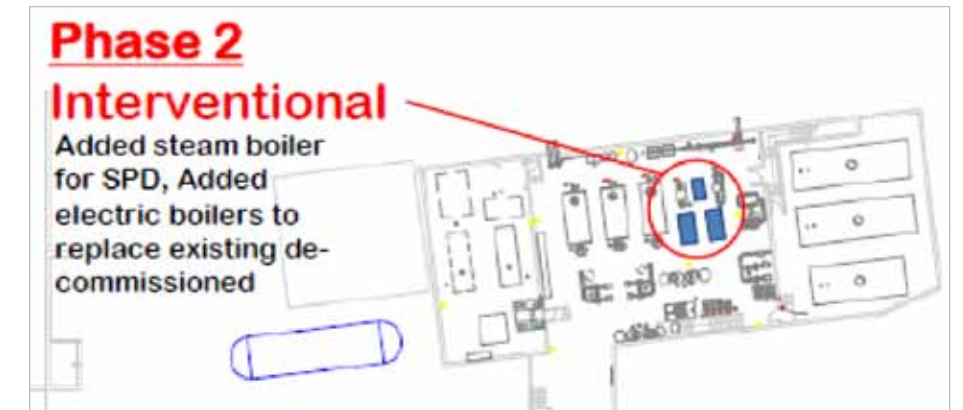 Phase 2
Interventional
Added steam boiler
for SPD, Added
electric boilers to
replace existing de-
commissioned